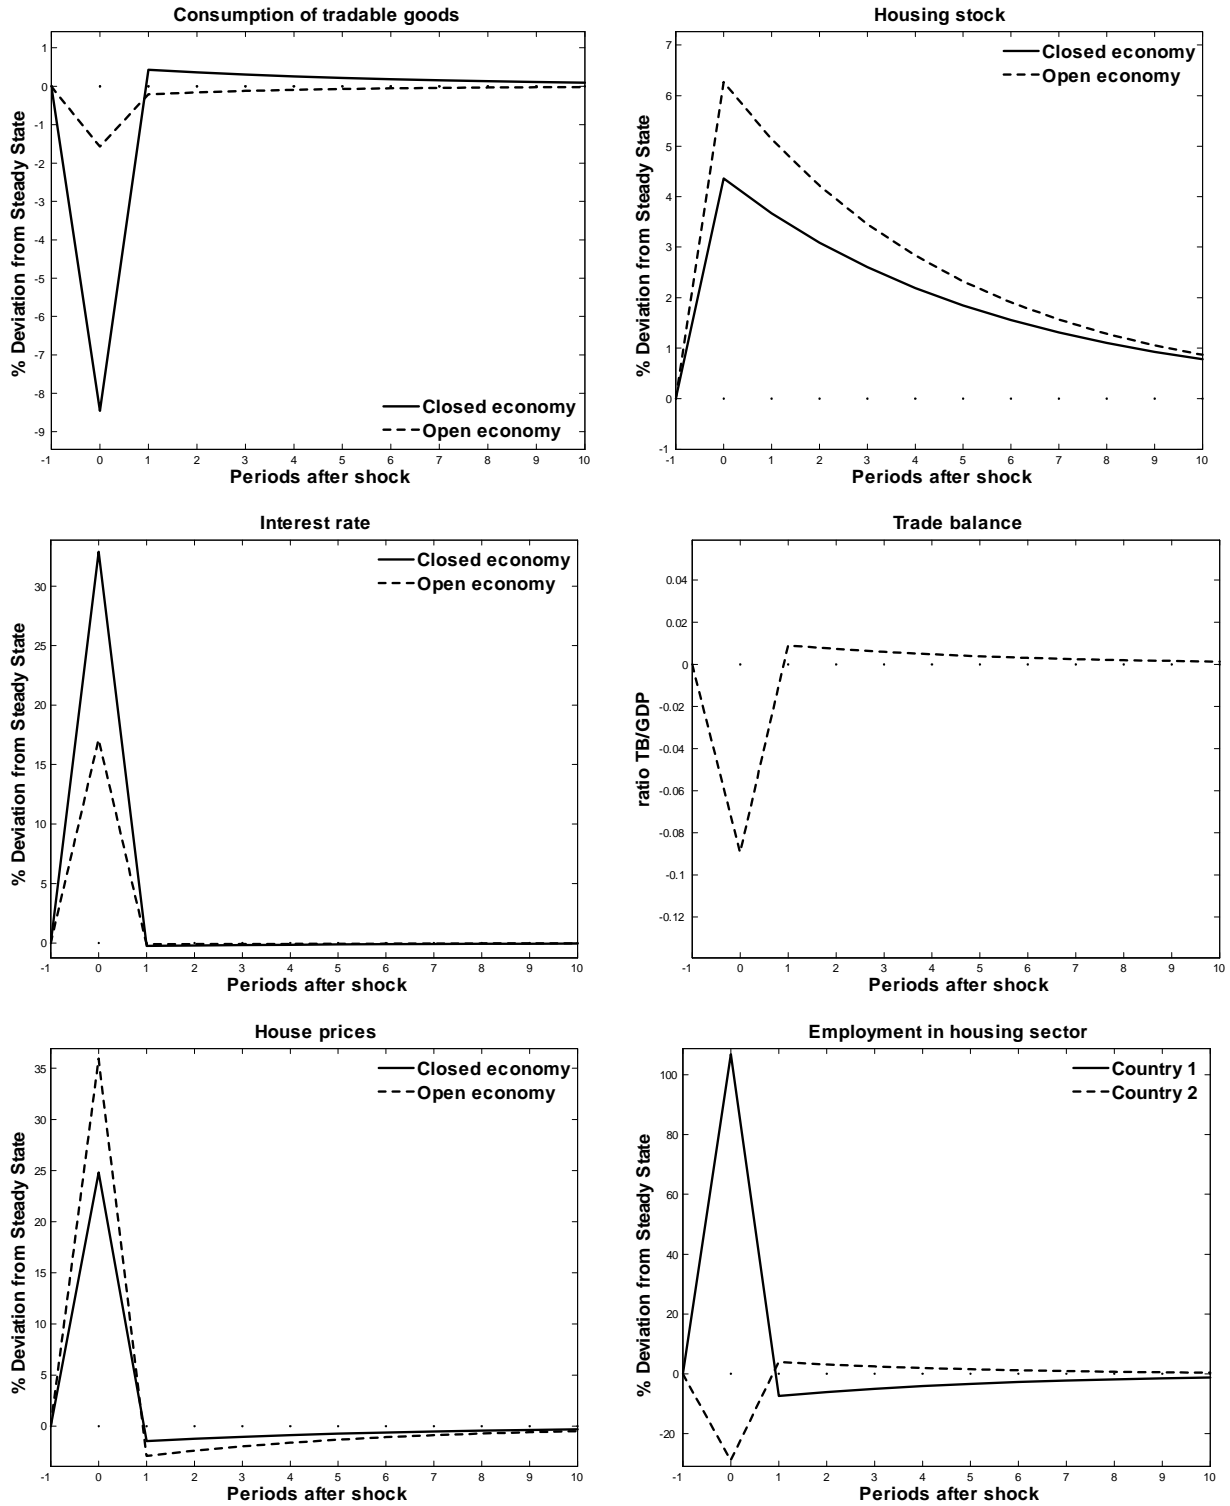 Consumption of tradable goods
% Deviation from Steady State
1
0
-1
-2
-3
-4
-5
-6
-7
-8
-9
Closed economy
Open economy
-1 0 1 2 3 4 5 6 7 8 9 10
Periods after shock
Housing stock
% Deviation from Steady State
7
6
5
4
3
2
1
0
-1
Closed economy
Open economy
-1 0 1 2 3 4 5 6 7 8 9 10
Periods after shock
Interest rate
% Deviation from Steady State
30
25
20
15
10
5
0
Closed economy
Open economy
-1 0 1 2 3 4 5 6 7 8 9 10
Periods after shock
Trade balance
ratio TB/GDP
0.04
0.02
0
-0.02
-0.04
-0.06
-0.08
-0.1
-0.12
-1 0 1 2 3 4 5 6 7 8 9 10
Periods after shock
House prices
% Deviation from Steady State
35
30
25
20
15
10
5
0
Closed economy
Open economy
-1 0 1 2 3 4 5 6 7 8 9 10
Periods after shock
Employment in housing sector
% Deviation from Steady State
100
80
60
40
20
0
-20
Country 1
Country 2
-1 0 1 2 3 4 5 6 7 8 9 10
Periods after shock